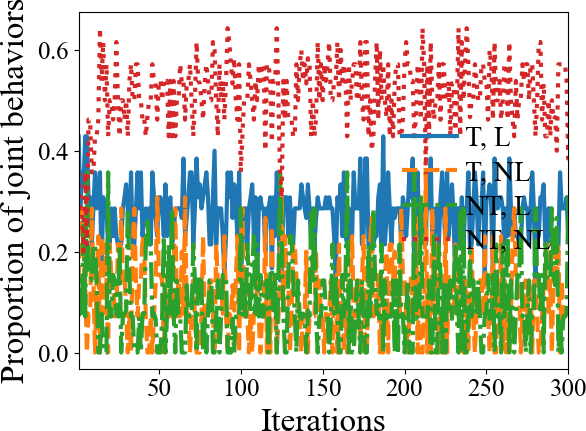 Proportion of joint behaviors
0.6
0.4
0.2
0.0
T, L
T, NL
NT, L
NT, NL
50
100
150
200
250
300
Iterations